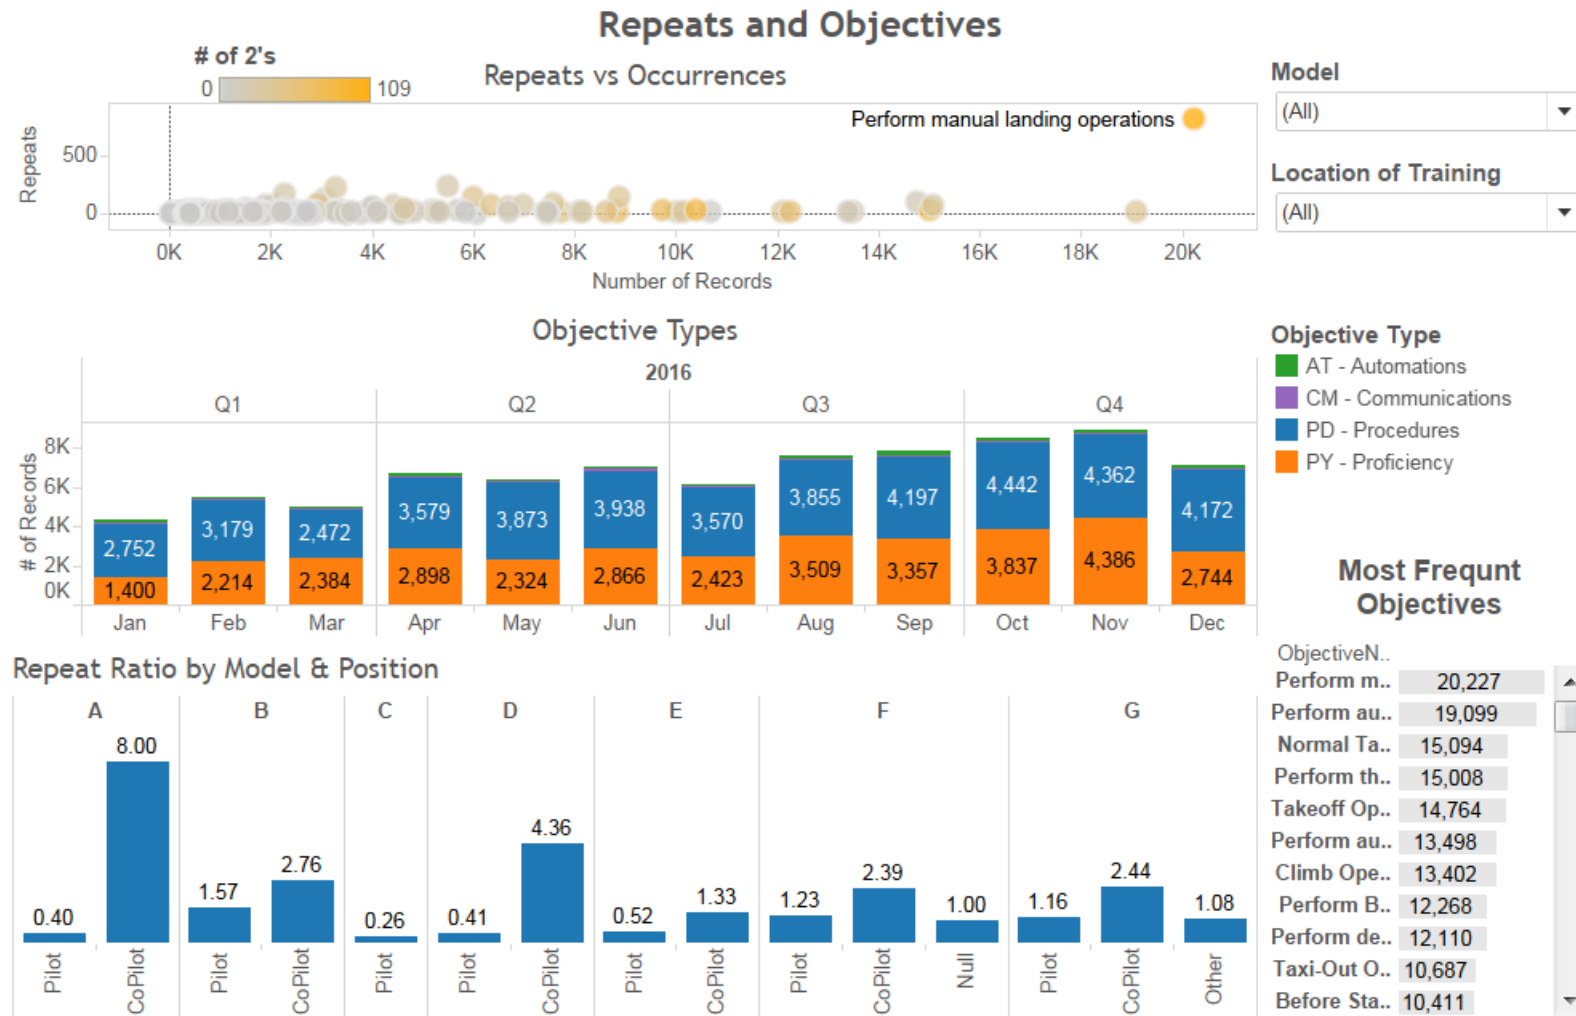 Repeats and Objectives
# of 2's
0 109
Repeats vs Occurrences
Perform manual landing operations
Repeats
500
0
0K 2K 4K 6K 8K 10K 12K 14K 16K 18K 20K
Number of Records
Model
(All)
Location of Training
(All)
Objective Types
2016
Q1 Q2 Q3 Q4
# of Records
8K
6K
4K
2K
0K
2,752 3,179 2,472 3,579 3,873 3,938 3,570 3,855 4,197 4,442 4,362 4,172
1,400 2,214 2,384 2,898 2,324 2,866 2,423 3,509 3,357 3,837 4,386 2,744
Jan Feb Mar Apr May Jun Jul Aug Sep Oct Nov Dec
Objective Type
AT - Automations
CM - Communications
PD - Procedures
PY - Proficiency
Repeat Ratio by Model & Position
A B C D E F G
0.40 8.00 1.57 2.76 0.26 0.41 4.36 0.52 1.33 1.23 2.39 1.00 1.16 2.44 1.08
Pilot CoPilot Pilot CoPilot Pilot Pilot CoPilot Pilot CoPilot Pilot CoPilot Null Pilot CoPilot Other
Most Frequnt
Objectives
ObjectiveN..
Perform m.. 20,227
Perform au.. 19,099
Normal Ta.. 15,094
Perform th.. 15,008
Takeoff Op.. 14,764
Perform au.. 13,498
Climb Ope.. 13,402
Perform B.. 12,268
Perform de.. 12,110
Taxi-Out O.. 10,687
Before Sta.. 10,411